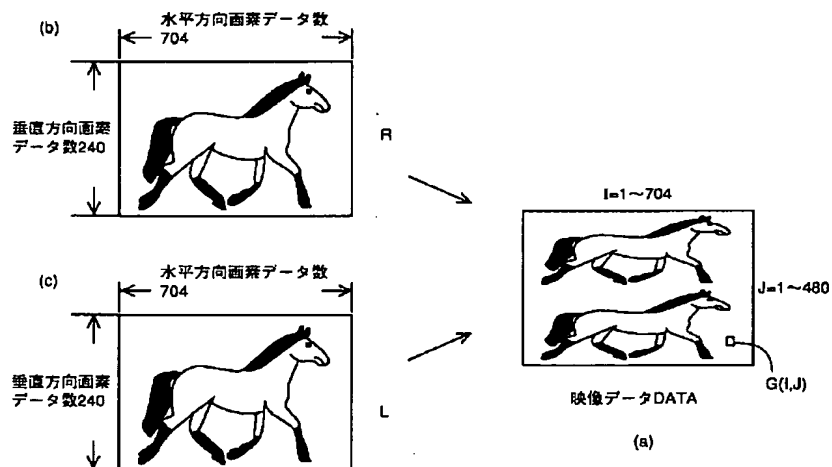 (b)
水平方向画素データ数
704
垂直方向画素
データ数240
R
(c)
水平方向画素データ数
704
垂直方向画素
データ数240
L
I=1〜704
J=1〜480
G(I,J)
映像データDATA
(a)